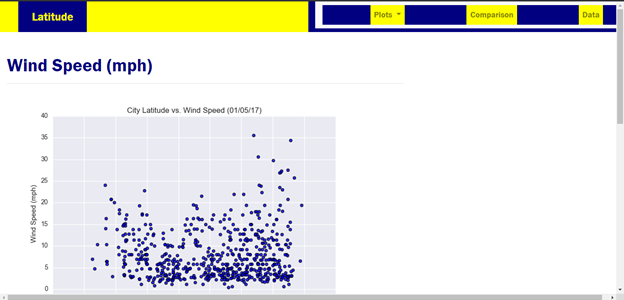 Latitude
Plots
Comparison
Data
Wind Speed (mph)
City Latitude vs. Wind Speed (01/05/17)
40
35
30
25
20
15
10
5
0
Wind Speed (mph)